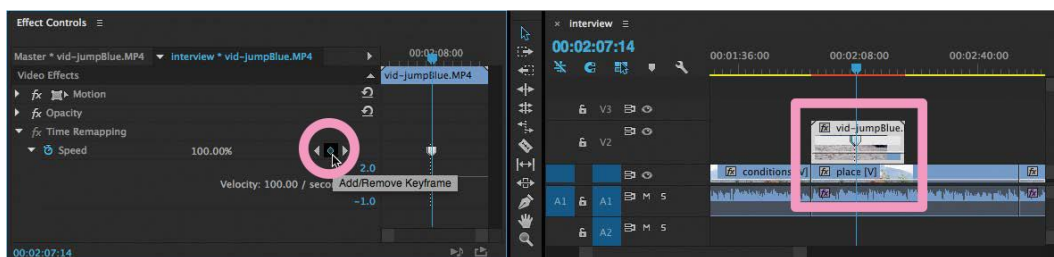 Effect Controls
Master * vid-jumpBlue.MP4 interview * vid-jumpBlue.MP4
00:02:08:00
Video Effects
vid-jumpBlue.MP4
fx Motion
fx Opacity
fx Time Remapping
Speed 100.00%
2.0
Velocity: 100.00 / seco
Add/Remove Keyframe
-1.0
00:02:07:14
× interview
00:02:07:14
00:01:36:00 00:02:08:00 00:02:40:00
V3
fx vid-jumpBlue.
V2
fx conditions [V] fx place [V] fx
A1 A1 M S fx fx
A2 M S